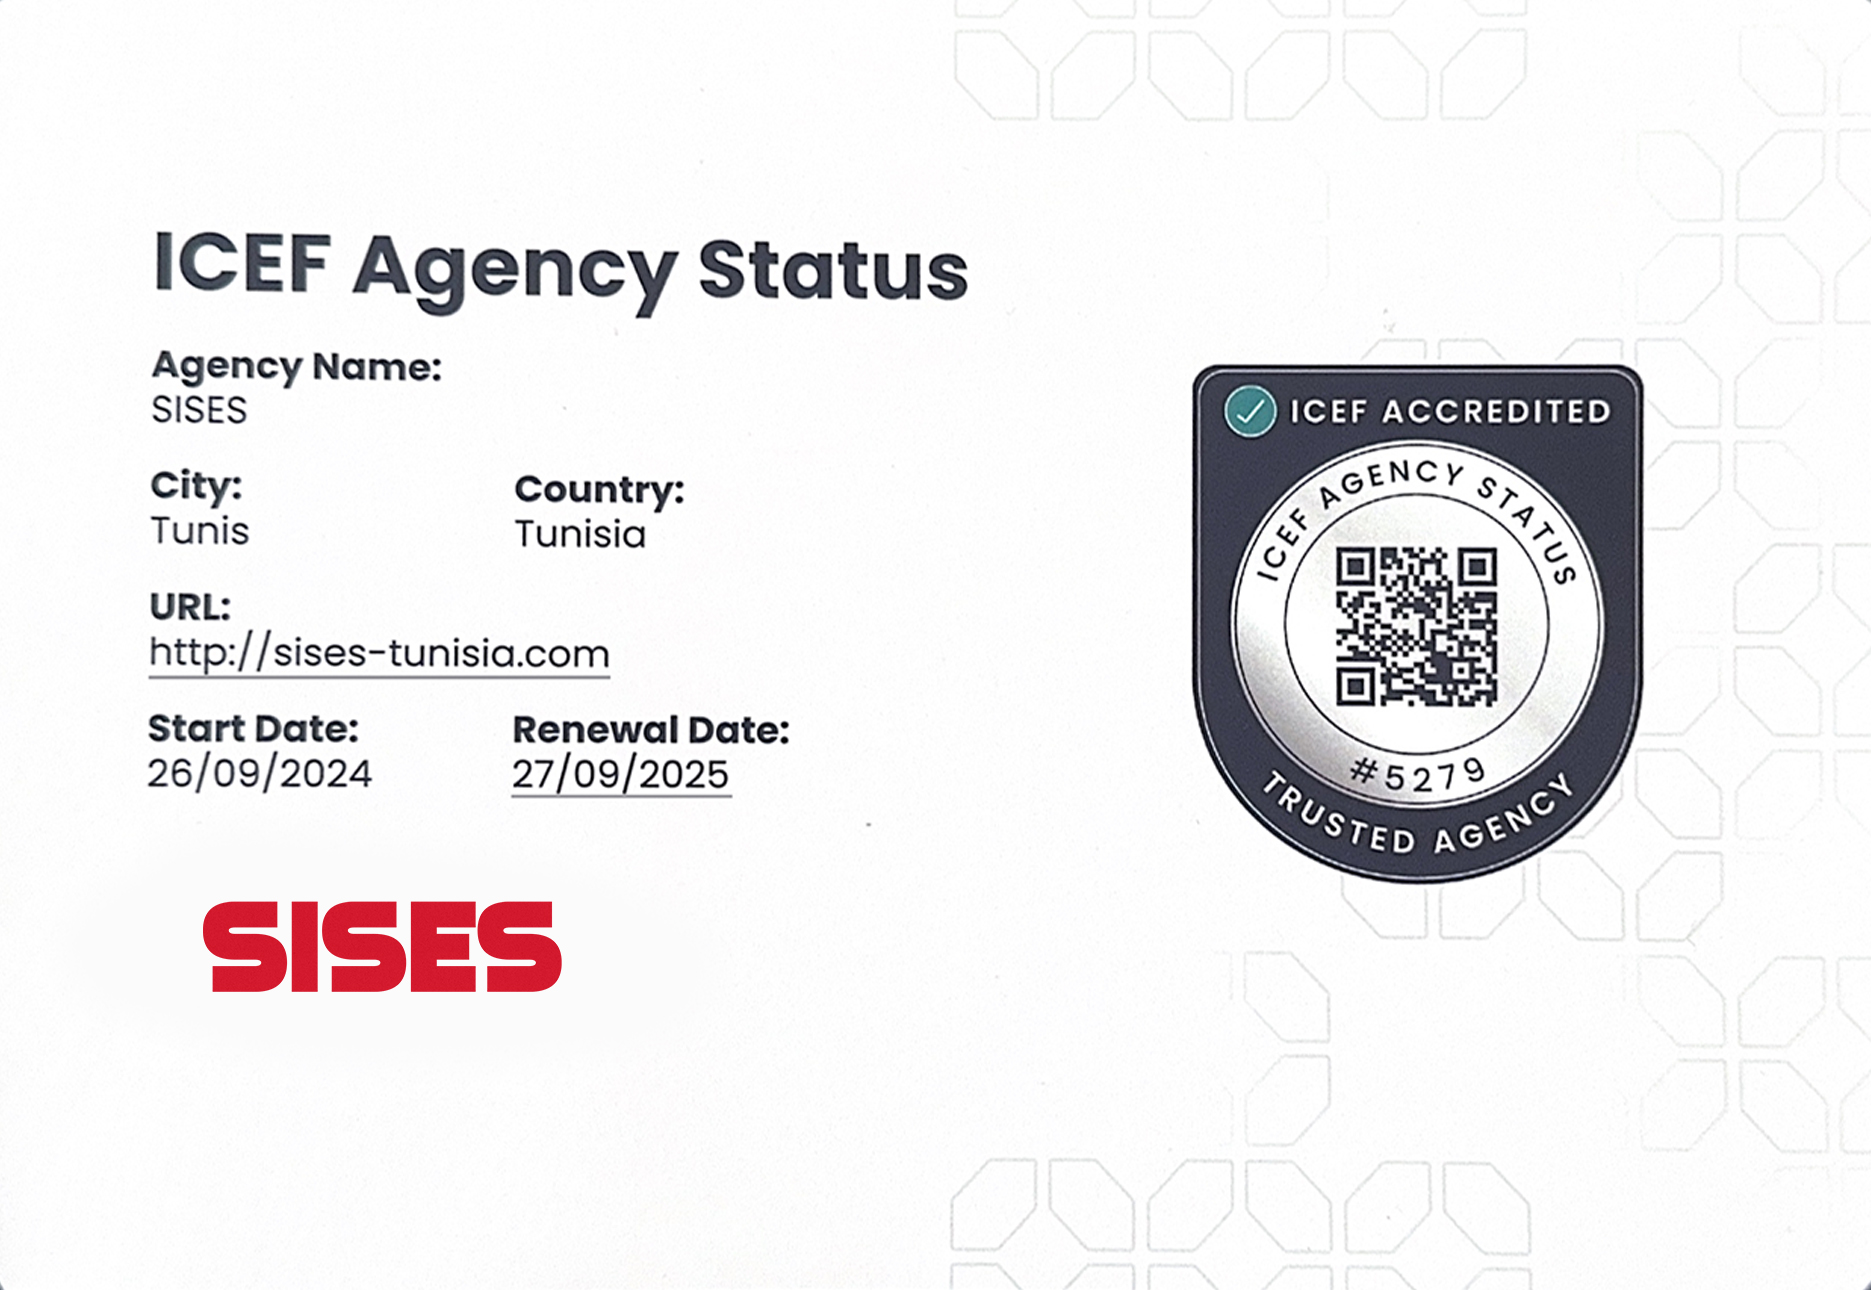 ICEF Agency Status
Agency Name:
SISES
City:
Tunis
Country:
Tunisia
URL:
http://sises-tunisia.com
Start Date:
26/09/2024
Renewal Date:
27/09/2025
SISES
ICEF ACCREDITED
ICEF AGENCY STATUS
#5279
TRUSTED AGENCY